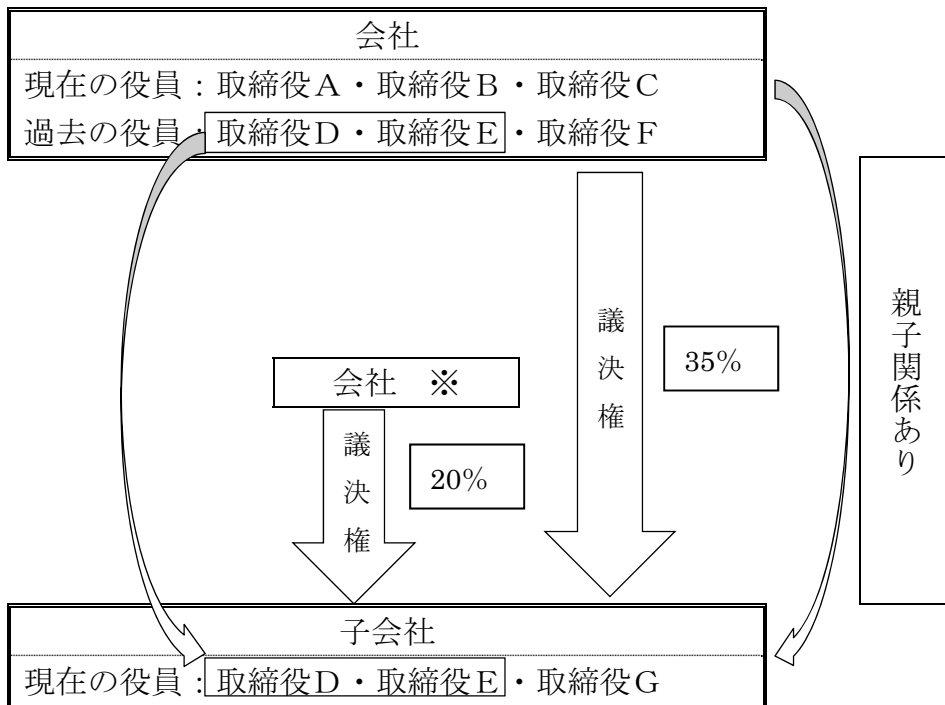 会社
現在の役員：取締役A・取締役B・取締役C
過去の役員：取締役D・取締役E・取締役F
親子関係あり
議決権
35%
会社　※
議決権
20%
子会社
現在の役員：取締役D・取締役E・取締役G